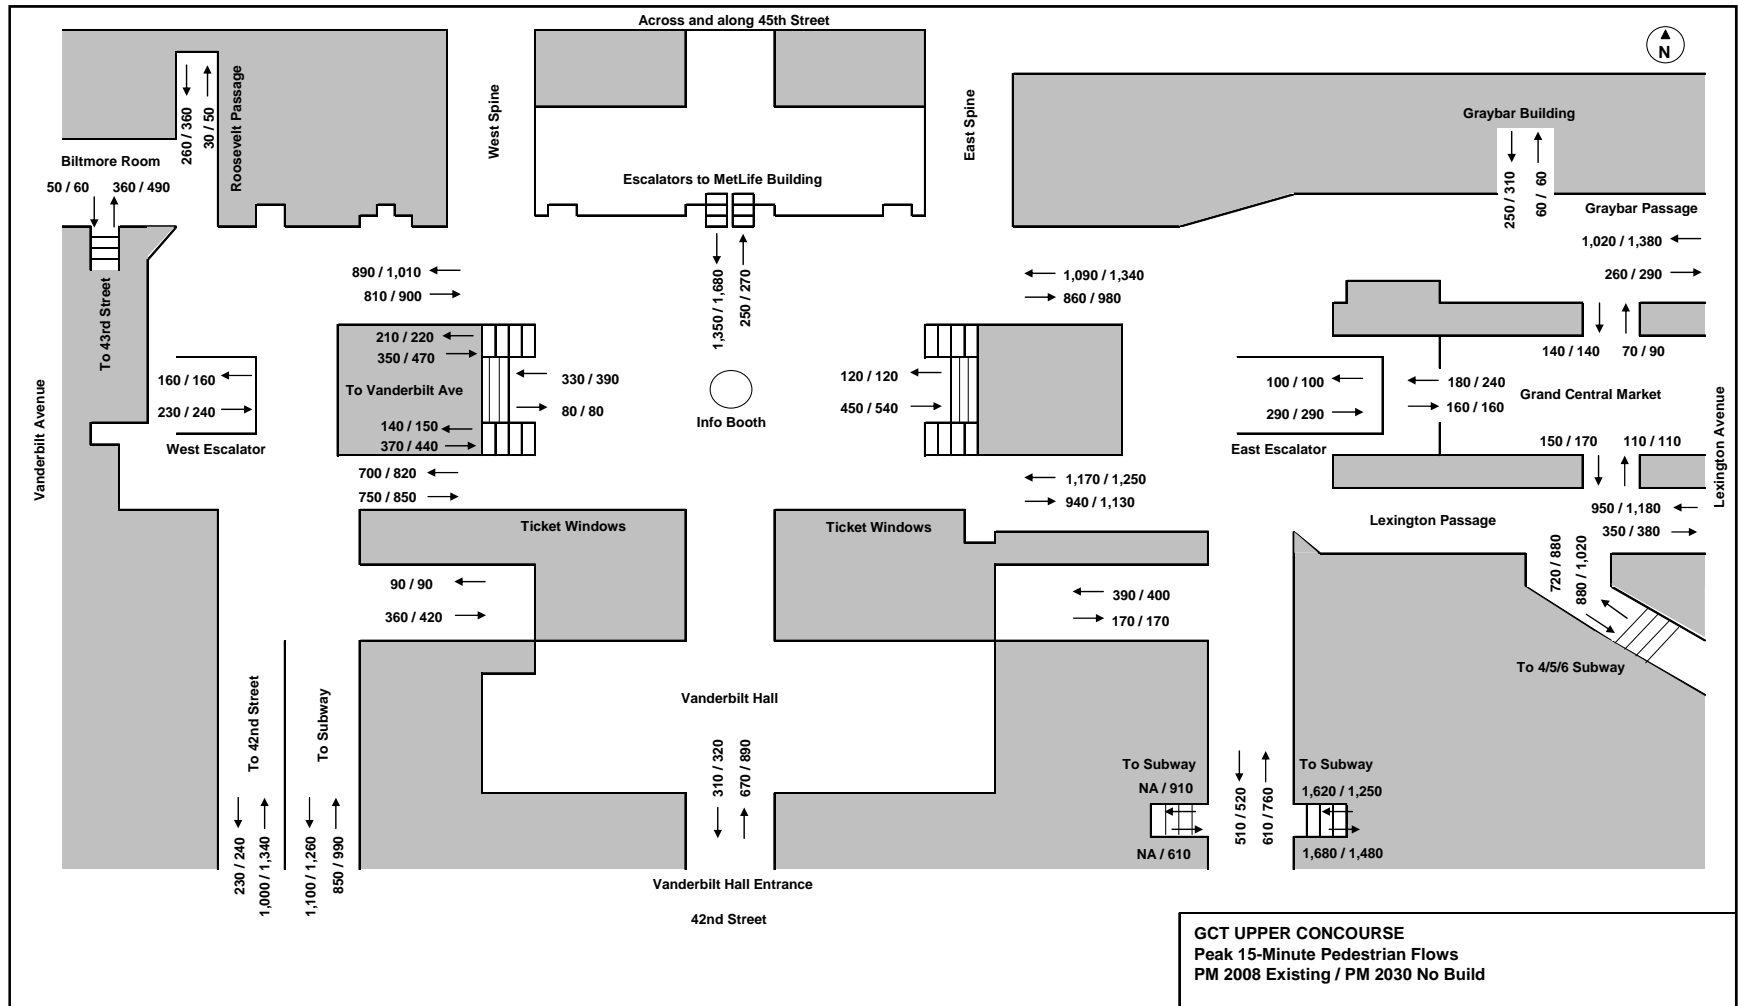 Across and along 45th Street
N
260 / 360
30 / 50
Roosevelt Passage
West Spine
East Spine
Graybar Building
250 / 310
60 / 60
Biltmore Room
50 / 60
360 / 490
Escalators to MetLife Building
Graybar Passage
1,020 / 1,380
260 / 290
890 / 1,010
810 / 900
1,350 / 1,680
250 / 270
1,090 / 1,340
860 / 980
To 43rd Street
210 / 220
350 / 470
140 / 140
70 / 90
160 / 160
230 / 240
To Vanderbilt Ave
330 / 390
80 / 80
120 / 120
450 / 540
100 / 100
290 / 290
180 / 240
160 / 160
Grand Central Market
Info Booth
140 / 150
370 / 440
West Escalator
East Escalator
150 / 170
110 / 110
Vanderbilt Avenue
Lexington Avenue
700 / 820
750 / 850
1,170 / 1,250
940 / 1,130
950 / 1,180
350 / 380
Ticket Windows
Ticket Windows
Lexington Passage
720 / 880
880 / 1,020
90 / 90
360 / 420
390 / 400
170 / 170
To 4/5/6 Subway
To 42nd Street
To Subway
Vanderbilt Hall
310 / 320
670 / 890
To Subway
NA / 910
NA / 610
510 / 520
610 / 760
To Subway
1,620 / 1,250
1,680 / 1,480
230 / 240
1,000 / 1,340
1,100 / 1,260
850 / 990
Vanderbilt Hall Entrance
42nd Street
GCT UPPER CONCOURSE
Peak 15-Minute Pedestrian Flows
PM 2008 Existing / PM 2030 No Build